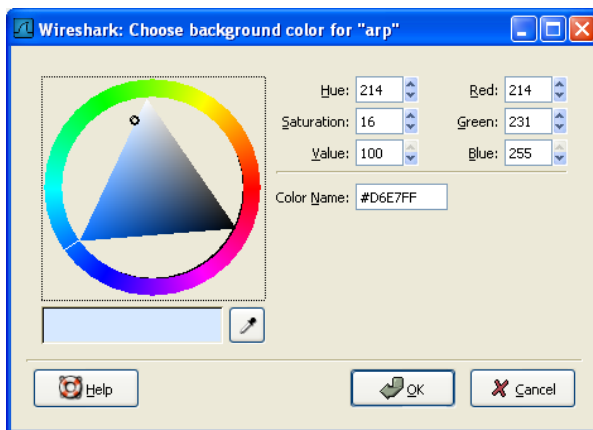 Wireshark: Choose background color for "arp"
Hue: 214 Red: 214
Saturation: 16 Green: 231
Value: 100 Blue: 255
Color Name: #D6E7FF
Help OK Cancel